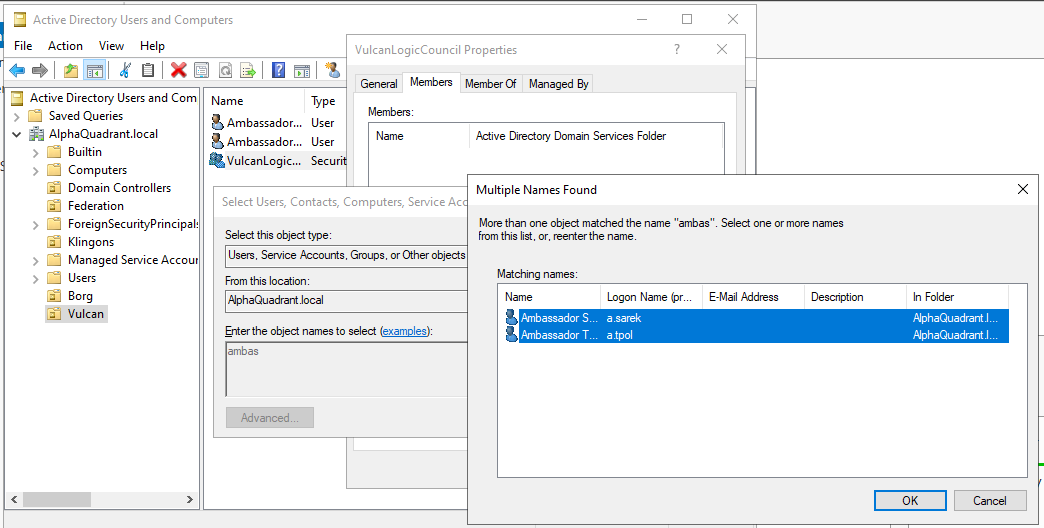 Active Directory Users and Computers
File Action View Help
Active Directory Users and Com
Saved Queries
AlphaQuadrant.local
Builtin
Computers
Domain Controllers
Federation
ForeignSecurityPrincipals
Klingons
Managed Service Accour
Users
Borg
Vulcan
Name Type
Ambassador... User
Ambassador... User
VulcanLogic... Securit
VulcanLogicCouncil Properties
General Members Member Of Managed By
Members:
Name Active Directory Domain Services Folder
Select Users, Contacts, Computers, Service Acco
Select this object type:
Users, Service Accounts, Groups, or Other objects
From this location:
AlphaQuadrant.local
Enter the object names to select (examples):
ambas
Advanced...
Multiple Names Found
More than one object matched the name "ambas". Select one or more names
from this list, or, reenter the name.
Matching names:
Name Logon Name (pr... E-Mail Address Description In Folder
Ambassador S... a.sarek AlphaQuadrant.l...
Ambassador T... a.tpol AlphaQuadrant.l...
OK Cancel